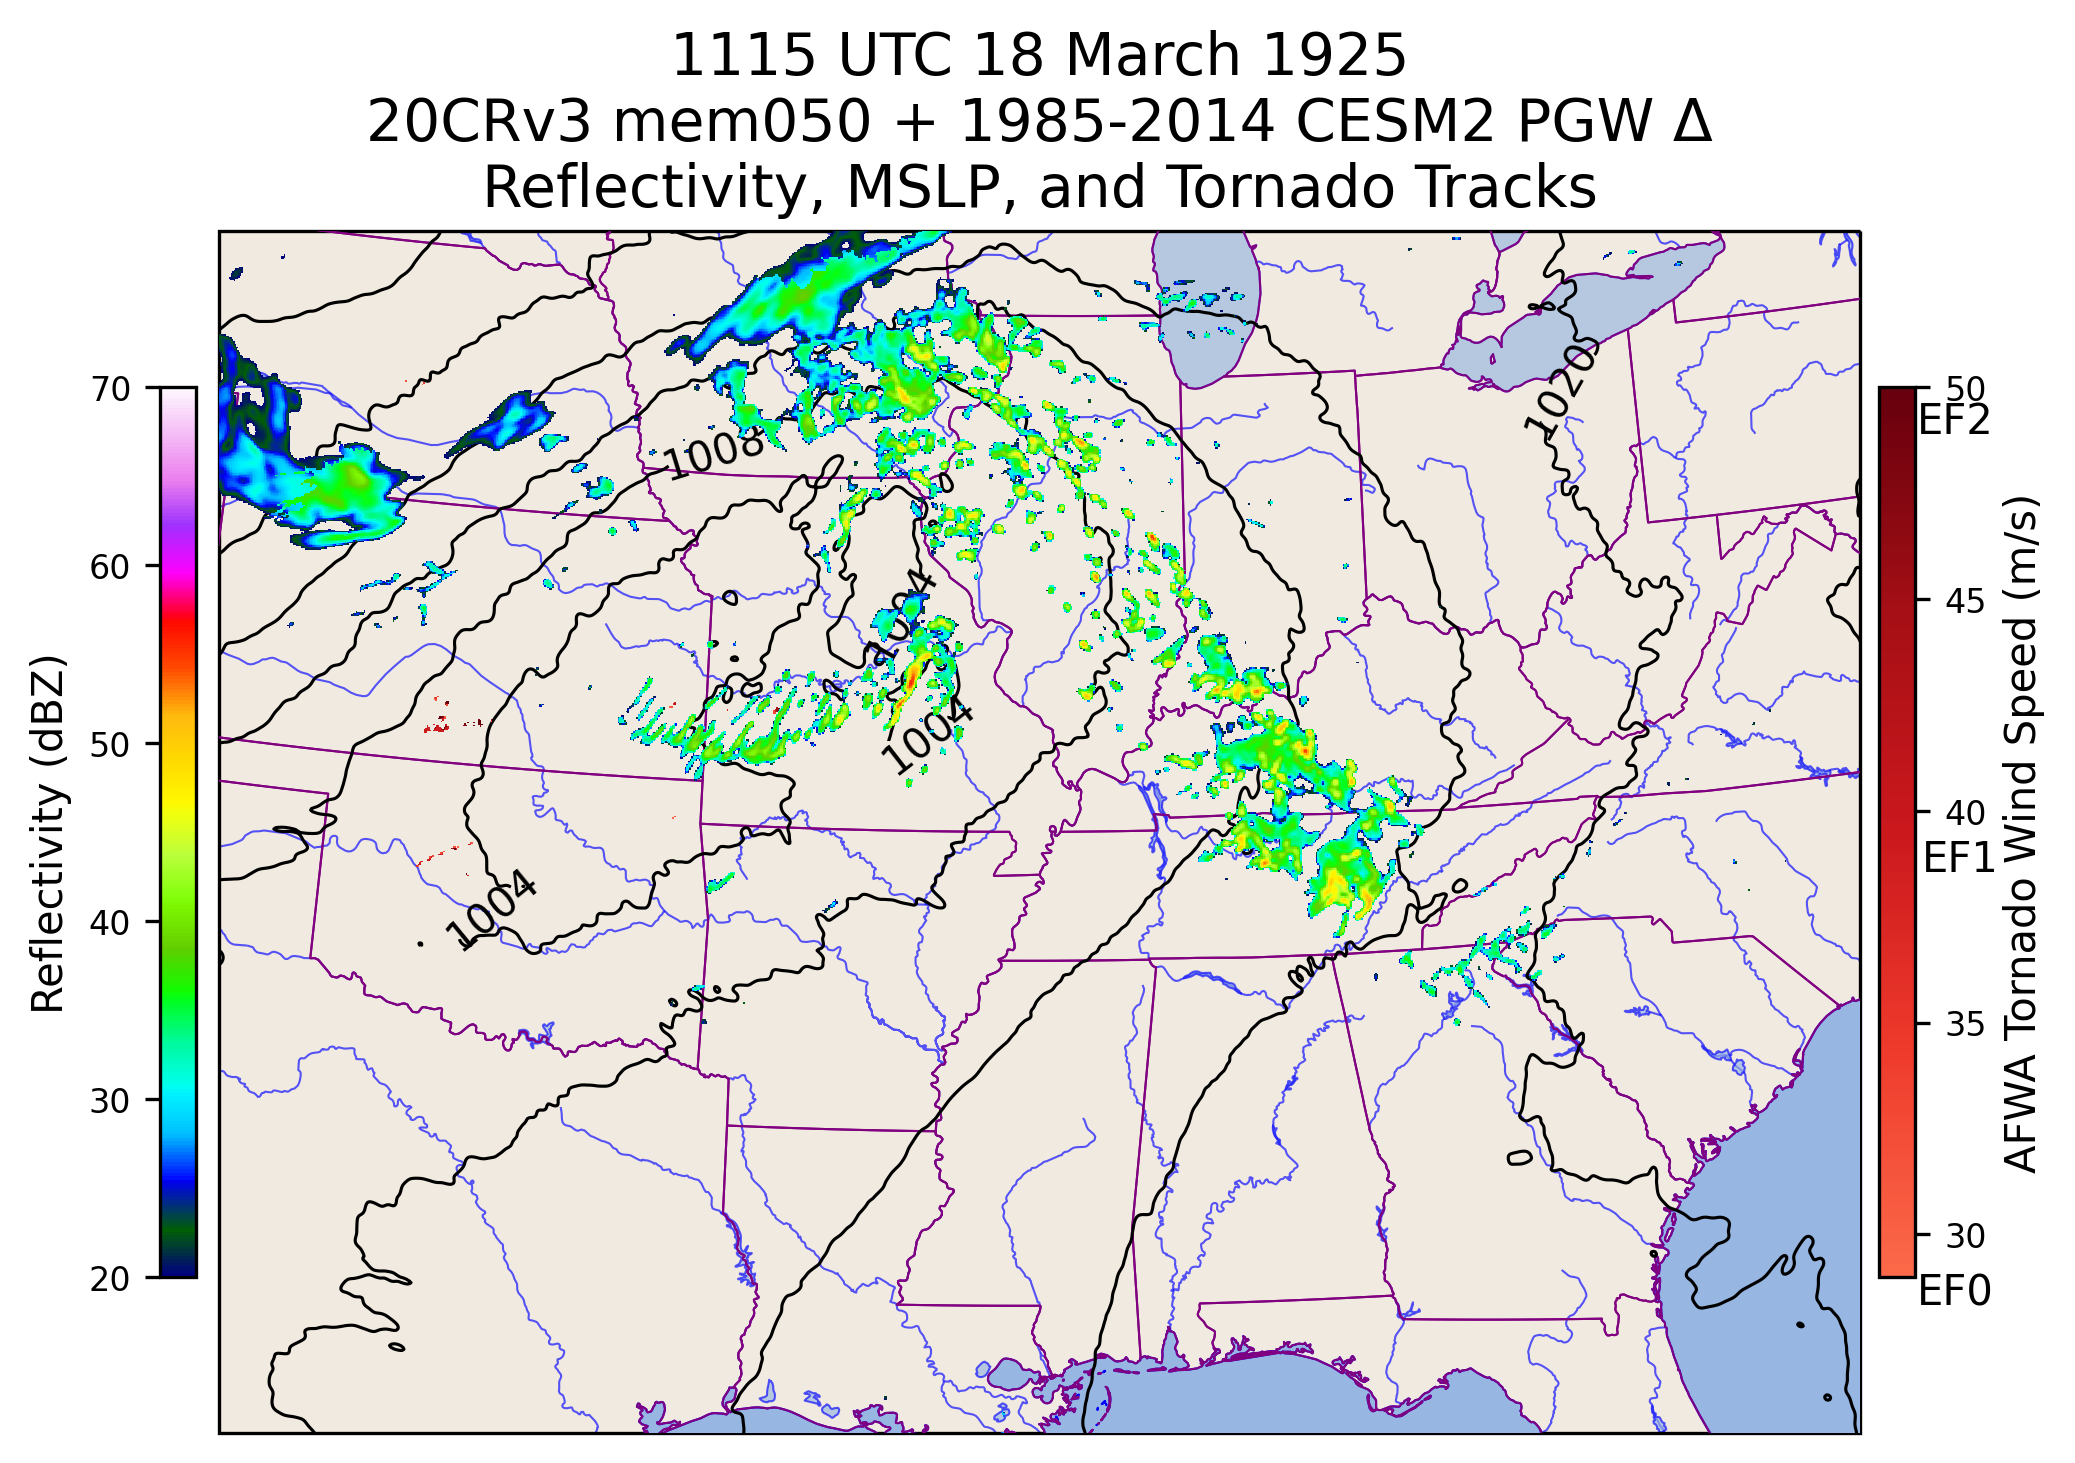 1115 UTC 18 March 1925
20CRv3 mem050 + 1985-2014 CESM2 PGW Δ
Reflectivity, MSLP, and Tornado Tracks
70
60
50
40
30
20
Reflectivity (dBZ)
1008
1004
1004
1004
1020
50
EF2
45
40
EF1
35
30
EF0
AFWA Tornado Wind Speed (m/s)